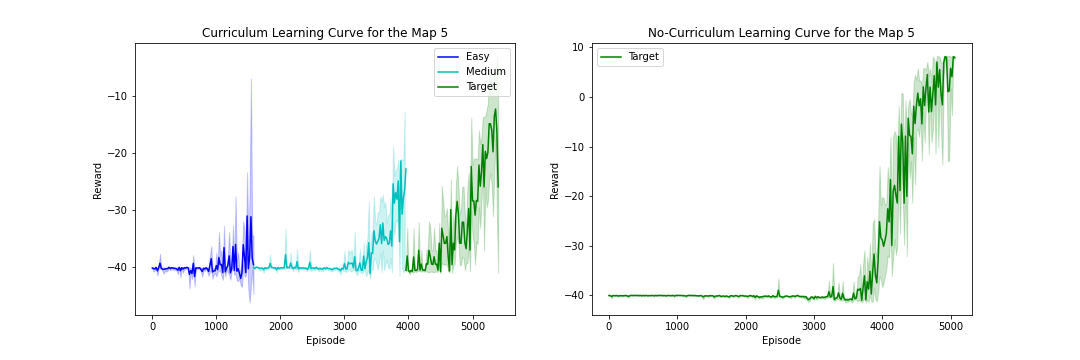 Curriculum Learning Curve for the Map 5
Easy
Medium
Target
−10
−20
−30
−40
Reward
0
1000
2000
3000
4000
5000
Episode
No-Curriculum Learning Curve for the Map 5
Target
10
0
−10
−20
−30
−40
Reward
0
1000
2000
3000
4000
5000
Episode